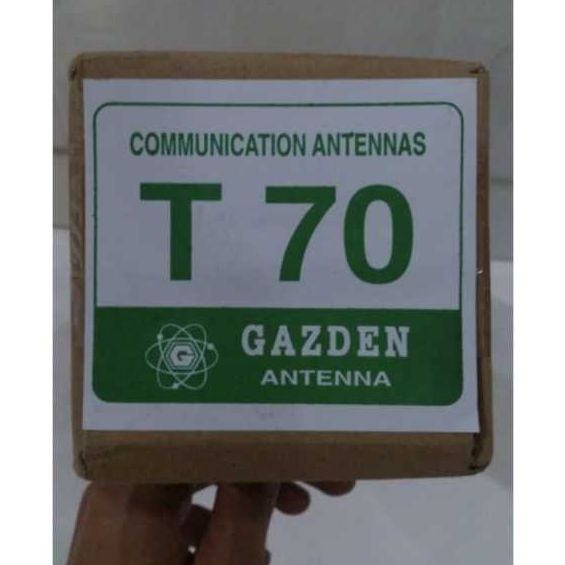 COMMUNICATION ANTENNAS
T 70
G
GAZDEN
ANTENNA